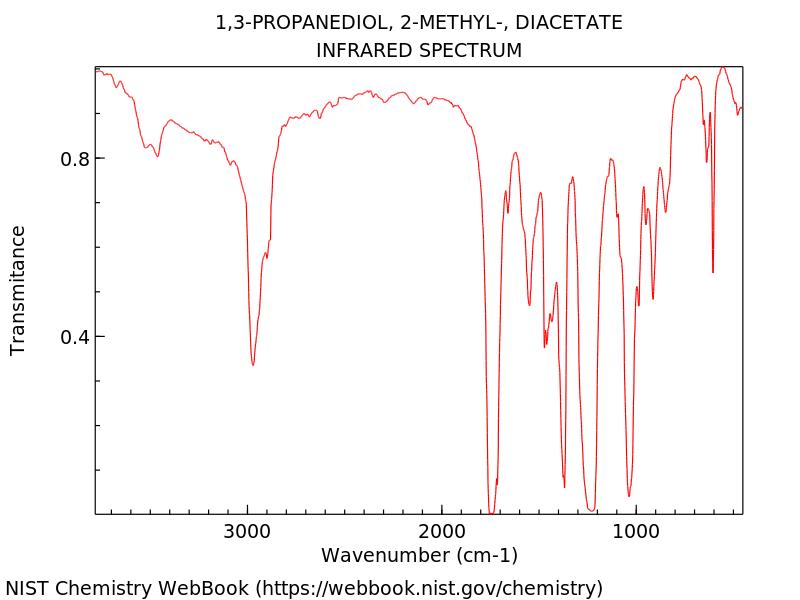 1,3-PROPANEDIOL, 2-METHYL-, DIACETATE
INFRARED SPECTRUM
0.8
0.4
Transmitance
3000 2000 1000
Wavenumber (cm-1)
NIST Chemistry WebBook (https://webbook.nist.gov/chemistry)